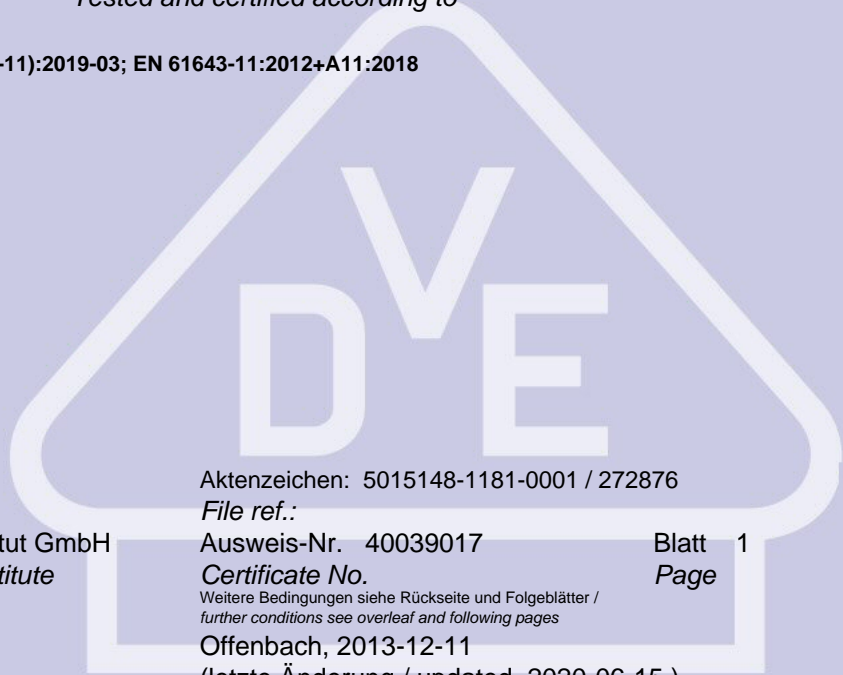 Tested and certified according to
-11):2019-03; EN 61643-11:2012+A11:2018
VDE
Aktenzeichen: 5015148-1181-0001 / 272876
File ref.:
tut GmbH Ausweis-Nr. 40039017 Blatt 1
titute Certificate No. Page
Weitere Bedingungen siehe Rückseite und Folgeblätter /
further conditions see overleaf and following pages
Offenbach, 2013-12-11
(letzte Änderung / updated 2020-06-15 )